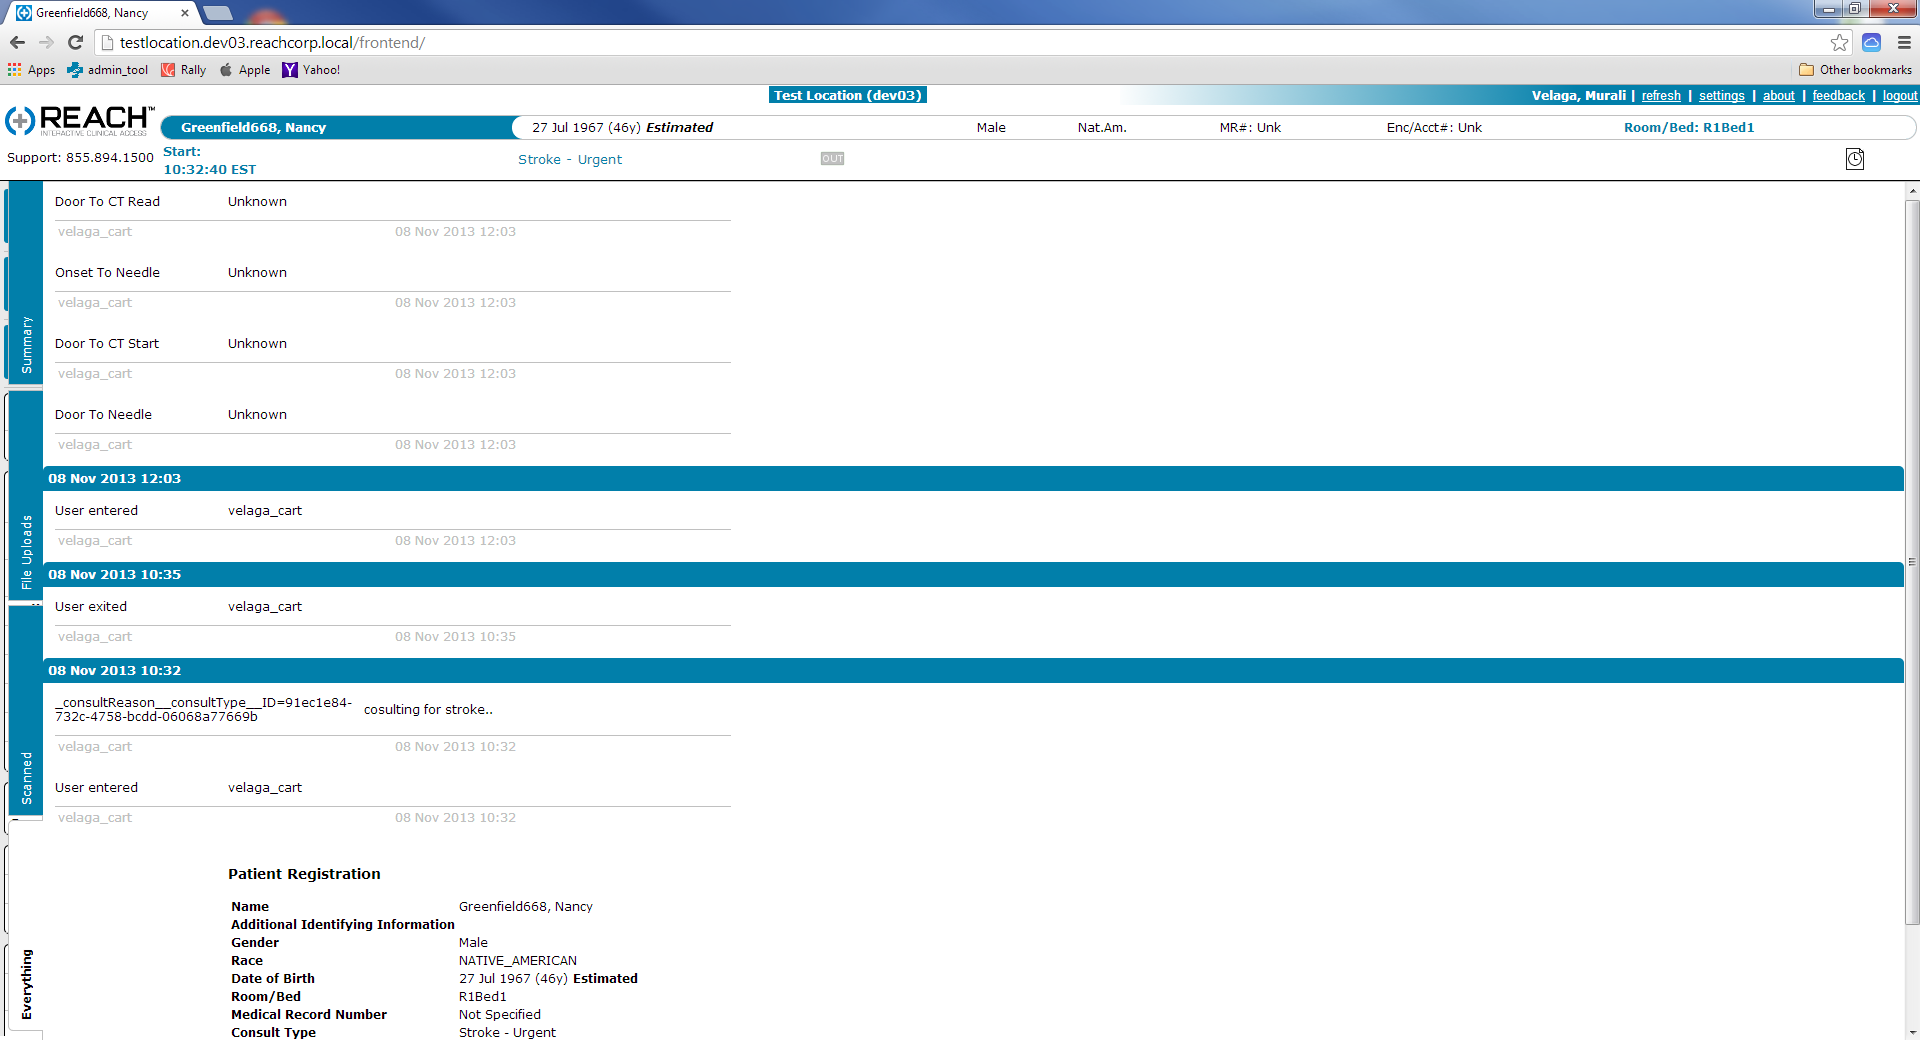 Greenfield668, Nancy
testlocation.dev03.reachcorp.local/frontend/
Apps admin_tool Rally Apple Yahoo! Other bookmarks
Test Location (dev03) Velaga, Murali | refresh | settings | about | feedback | logout
REACH™
INTERACTIVE CLINICAL ACCESS
Greenfield668, Nancy 27 Jul 1967 (46y) Estimated Male Nat.Am. MR#: Unk Enc/Acct#: Unk Room/Bed: R1Bed1
Support: 855.894.1500
Start:
10:32:40 EST
Stroke - Urgent OUT
Summary
File Uploads
Scanned
Everything
Door To CT Read Unknown
velaga_cart 08 Nov 2013 12:03
Onset To Needle Unknown
velaga_cart 08 Nov 2013 12:03
Door To CT Start Unknown
velaga_cart 08 Nov 2013 12:03
Door To Needle Unknown
velaga_cart 08 Nov 2013 12:03
08 Nov 2013 12:03
User entered velaga_cart
velaga_cart 08 Nov 2013 12:03
08 Nov 2013 10:35
User exited velaga_cart
velaga_cart 08 Nov 2013 10:35
08 Nov 2013 10:32
_consultReason__consultType__ID=91ec1e84-
732c-4758-bcdd-06068a77669b
cosulting for stroke..
velaga_cart 08 Nov 2013 10:32
User entered velaga_cart
velaga_cart 08 Nov 2013 10:32
Patient Registration
Name Greenfield668, Nancy
Additional Identifying Information
Gender Male
Race NATIVE_AMERICAN
Date of Birth 27 Jul 1967 (46y) Estimated
Room/Bed R1Bed1
Medical Record Number Not Specified
Consult Type Stroke - Urgent